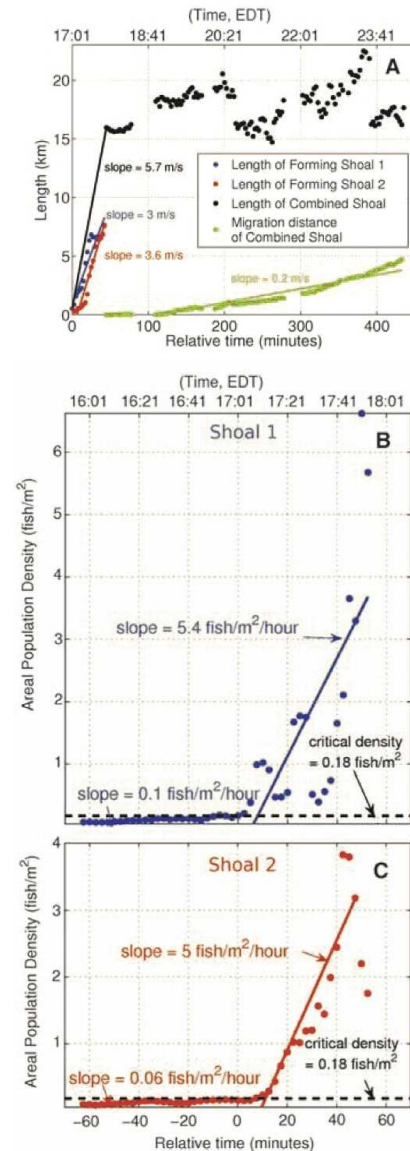 (Time, EDT)
17:01 18:41 20:21 22:01 23:41
A
Length (km)
20
15
10
5
0
slope = 5.7 m/s
slope = 3 m/s
slope = 3.6 m/s
Length of Forming Shoal 1
Length of Forming Shoal 2
Length of Combined Shoal
Migration distance
of Combined Shoal
slope = 0.2 m/s
0 100 200 300 400
Relative time (minutes)
(Time, EDT)
16:01 16:21 16:41 17:01 17:21 17:41 18:01
Shoal 1
B
Areal Population Density (fish/m²)
6
5
4
3
2
1
slope = 5.4 fish/m²/hour
critical density
= 0.18 fish/m²
slope = 0.1 fish/m²/hour
Shoal 2
C
Areal Population Density (fish/m²)
4
3
2
1
0
slope = 5 fish/m²/hour
critical density
= 0.18 fish/m²
slope = 0.06 fish/m²/hour
−60 −40 −20 0 20 40 60
Relative time (minutes)